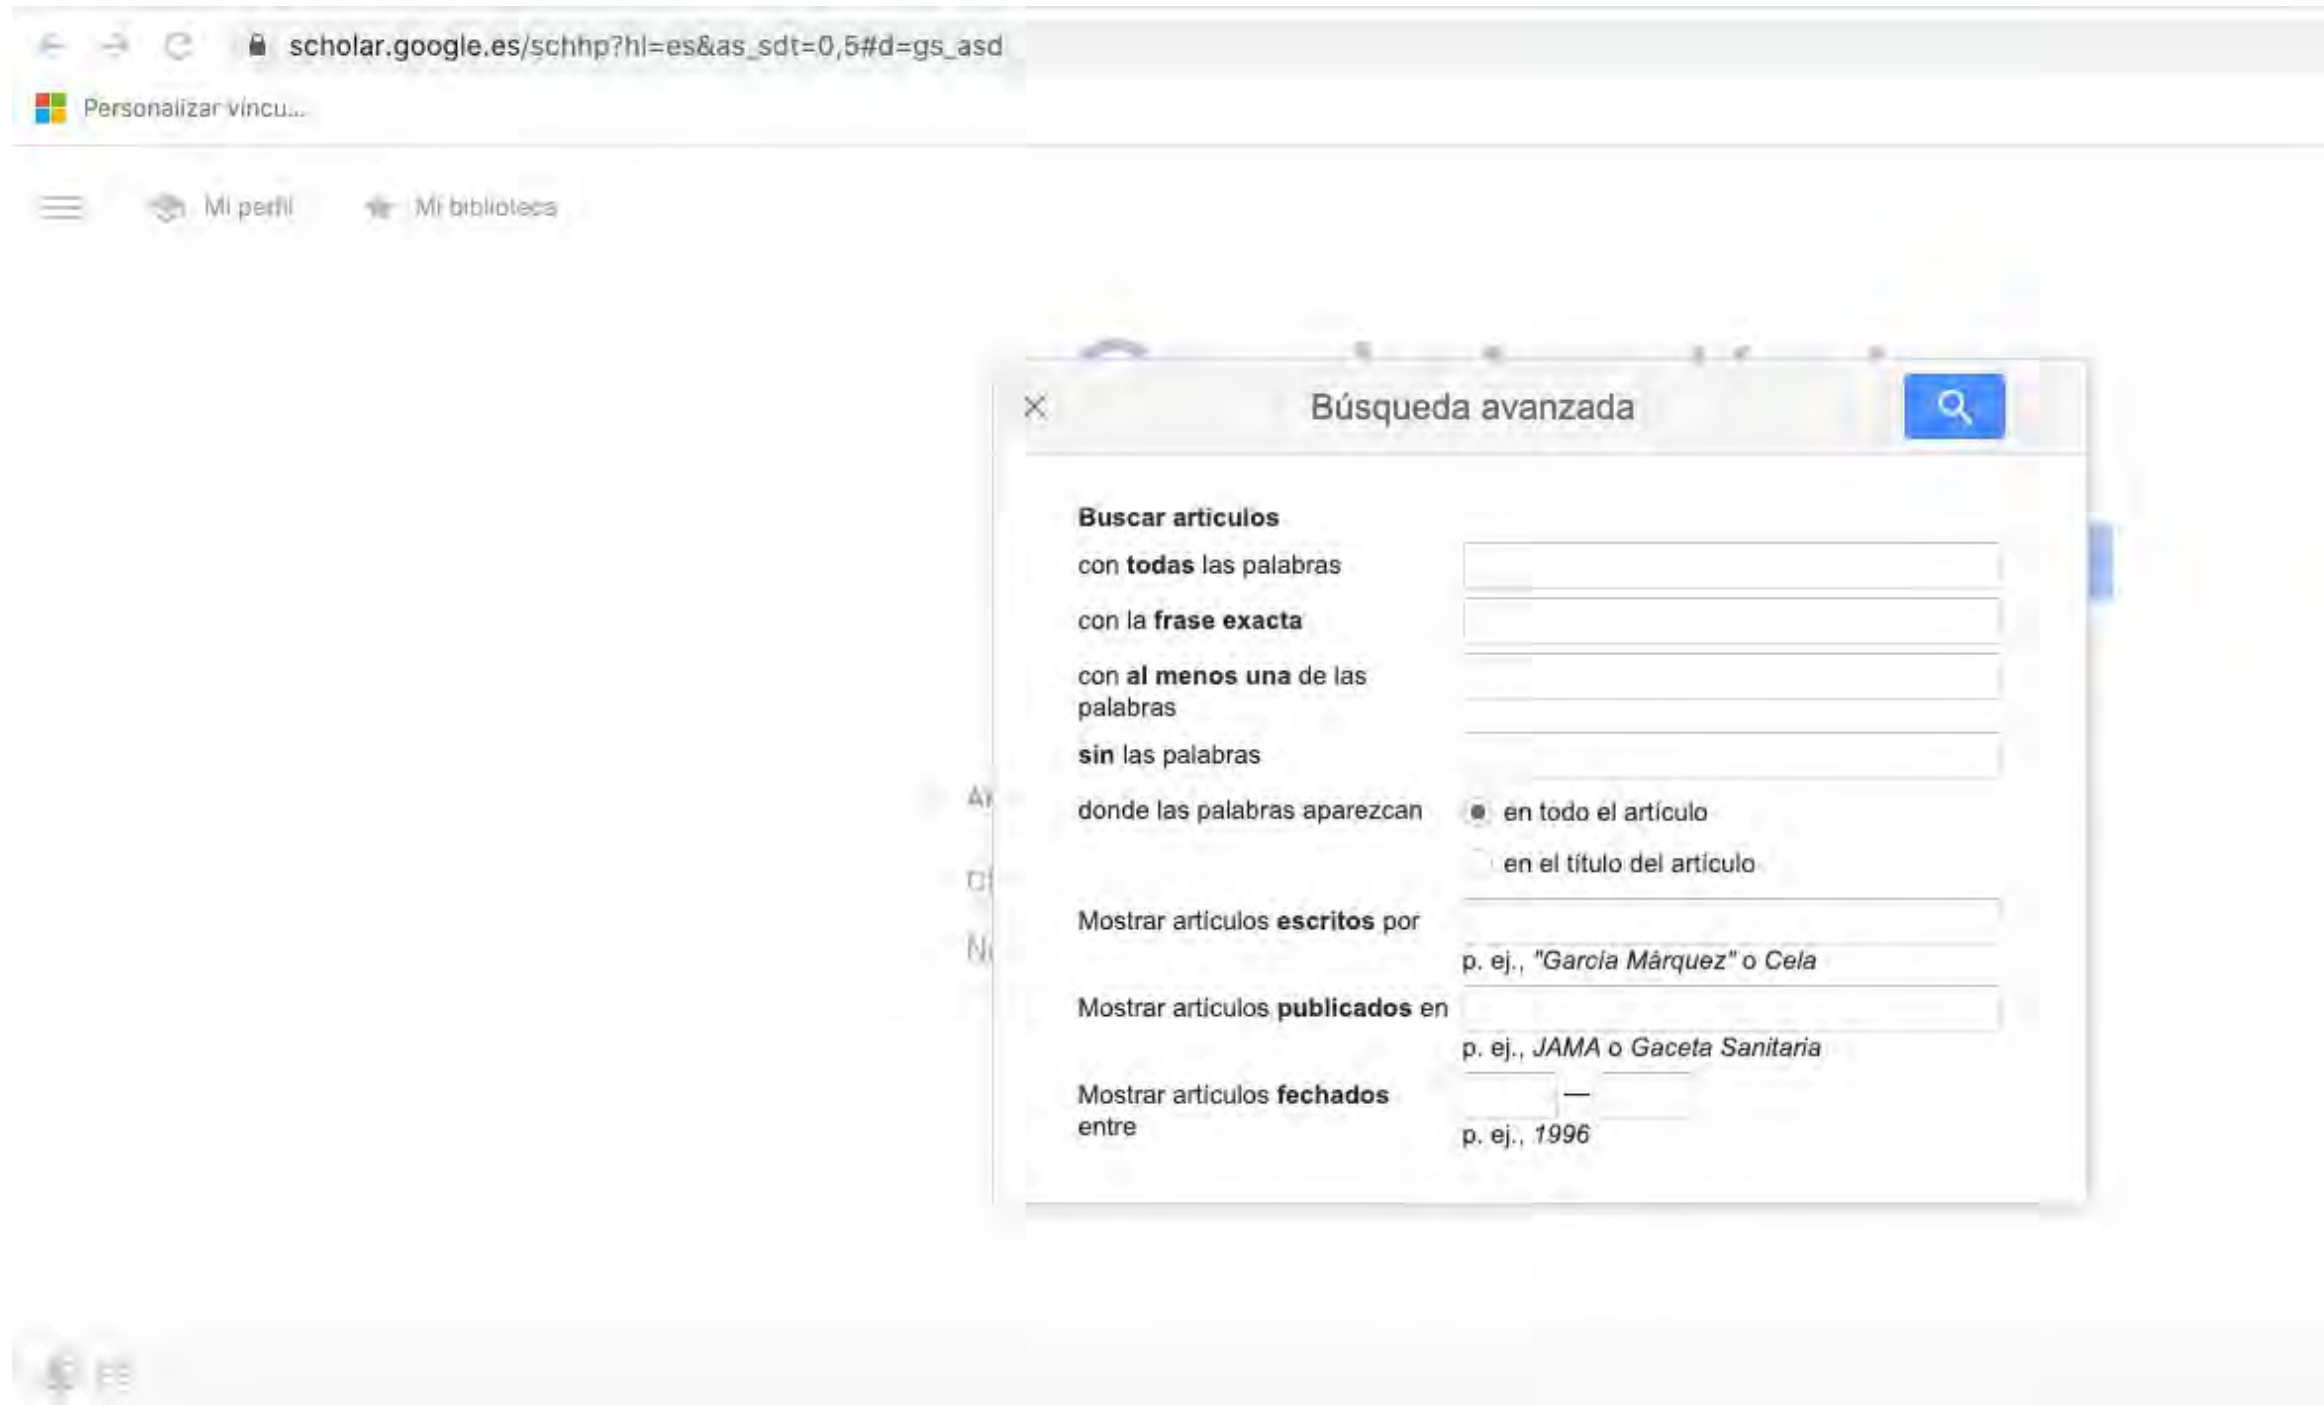 scholar.google.es/schhp?hl=es&as_sdt=0,5#d=gs_asd
Personalizar víncu...
Mi perfil
Mi biblioteca
Búsqueda avanzada
Buscar artículos
con todas las palabras
con la frase exacta
con al menos una de las
palabras
sin las palabras
donde las palabras aparezcan
en todo el artículo
en el título del artículo
Mostrar artículos escritos por
p. ej., "García Márquez" o Cela
Mostrar artículos publicados en
p. ej., JAMA o Gaceta Sanitaria
Mostrar artículos fechados
entre
—
p. ej., 1996